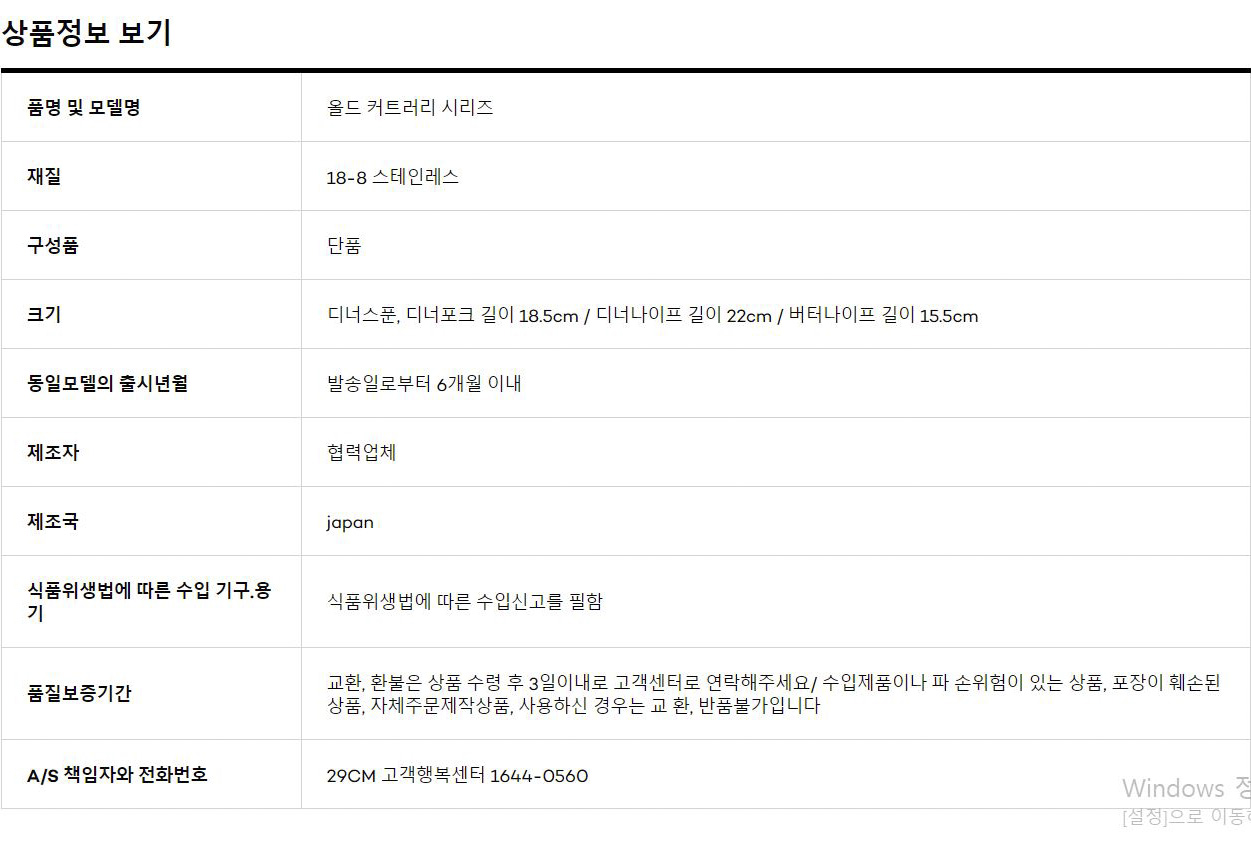 상품정보 보기
품명 및 모델명
올드 커트러리 시리즈
재질
18-8 스테인레스
구성품
단품
크기
디너스푼, 디너포크 길이 18.5cm / 디너나이프 길이 22cm / 버터나이프 길이 15.5cm
동일모델의 출시년월
발송일로부터 6개월 이내
제조자
협력업체
제조국
japan
식품위생법에 따른 수입 기구.용
기
식품위생법에 따른 수입신고를 필함
품질보증기간
교환, 환불은 상품 수령 후 3일이내로 고객센터로 연락해주세요/ 수입제품이나 파 손위험이 있는 상품, 포장이 훼손된
상품, 자체주문제작상품, 사용하신 경우는 교 환, 반품불가입니다
A/S 책임자와 전화번호
29CM 고객행복센터 1644-0560
Windows
[설정]으로